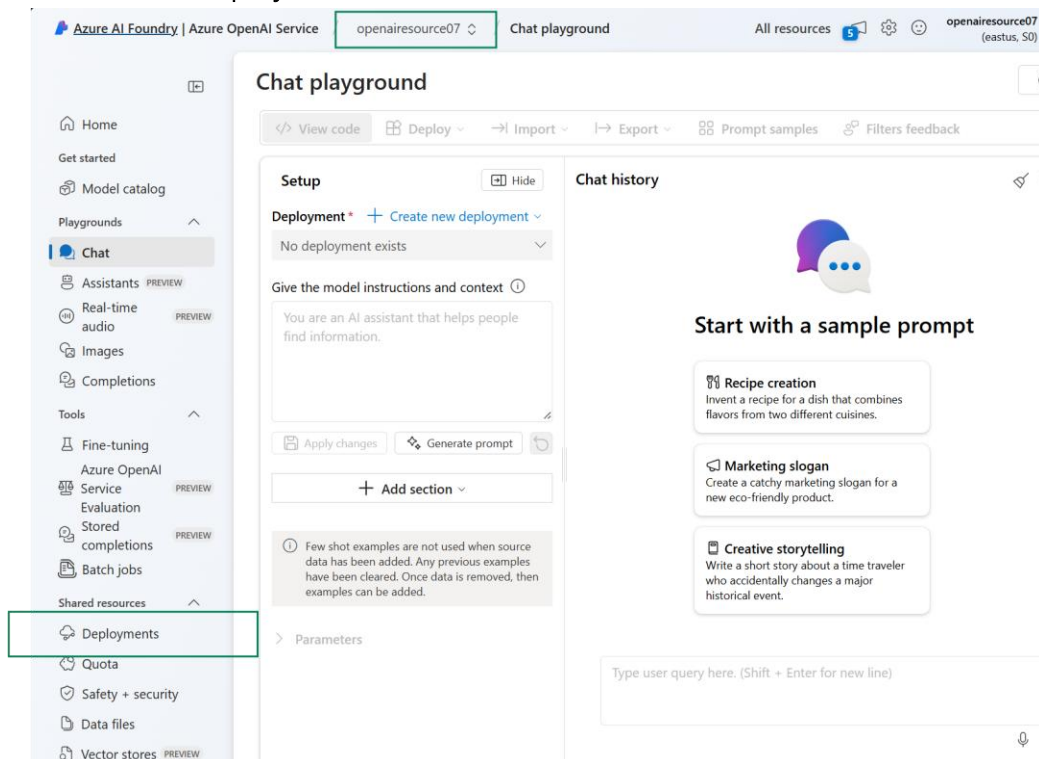 Azure AI Foundry | Azure OpenAI Service openairesource07 Chat playground All resources 5 openairesource07
(eastus, S0)
Chat playground
Home
Get started
Model catalog
Playgrounds
Chat
Assistants PREVIEW
Real-time
audio PREVIEW
Images
Completions
Tools
Fine-tuning
Azure OpenAI
Service PREVIEW
Evaluation
Stored
completions PREVIEW
Batch jobs
Shared resources
Deployments
Quota
Safety + security
Data files
Vector stores PREVIEW
</> View code Deploy Import Export Prompt samples Filters feedback
Setup Hide
Deployment * + Create new deployment
No deployment exists
Give the model instructions and context
You are an AI assistant that helps people
find information.
Apply changes Generate prompt
+ Add section
Few shot examples are not used when source
data has been added. Any previous examples
have been cleared. Once data is removed, then
examples can be added.
> Parameters
Chat history
Start with a sample prompt
Recipe creation
Invent a recipe for a dish that combines
flavors from two different cuisines.
Marketing slogan
Create a catchy marketing slogan for a
new eco-friendly product.
Creative storytelling
Write a short story about a time traveler
who accidentally changes a major
historical event.
Type user query here. (Shift + Enter for new line)